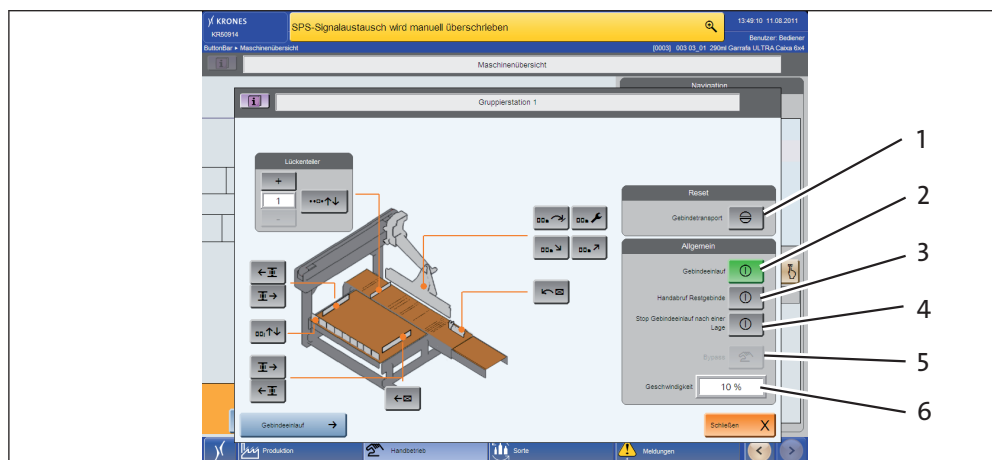 KRONES
KR50914
SPS-Signalaustausch wird manuell überschrieben
13:49:10 11.08.2011
Benutzer: Bediener
ButtonBar ▸ Maschinenübersicht
[0003] 003 03_01 290ml Garrafa ULTRA Caixa 6x4
Maschinenübersicht
Navigation
Gruppierstation 1
Lückenteiler
+
1
-
Reset
Gebindetransport
Allgemein
Gebindeeinlauf
Handabruf Restgebinde
Stop Gebindeeinlauf nach einer
Lage
Bypass
Geschwindigkeit
10 %
1
2
3
4
5
6
Gebindeeinlauf
Schließen X
Produktion
Handbetrieb
Sorte
Meldungen